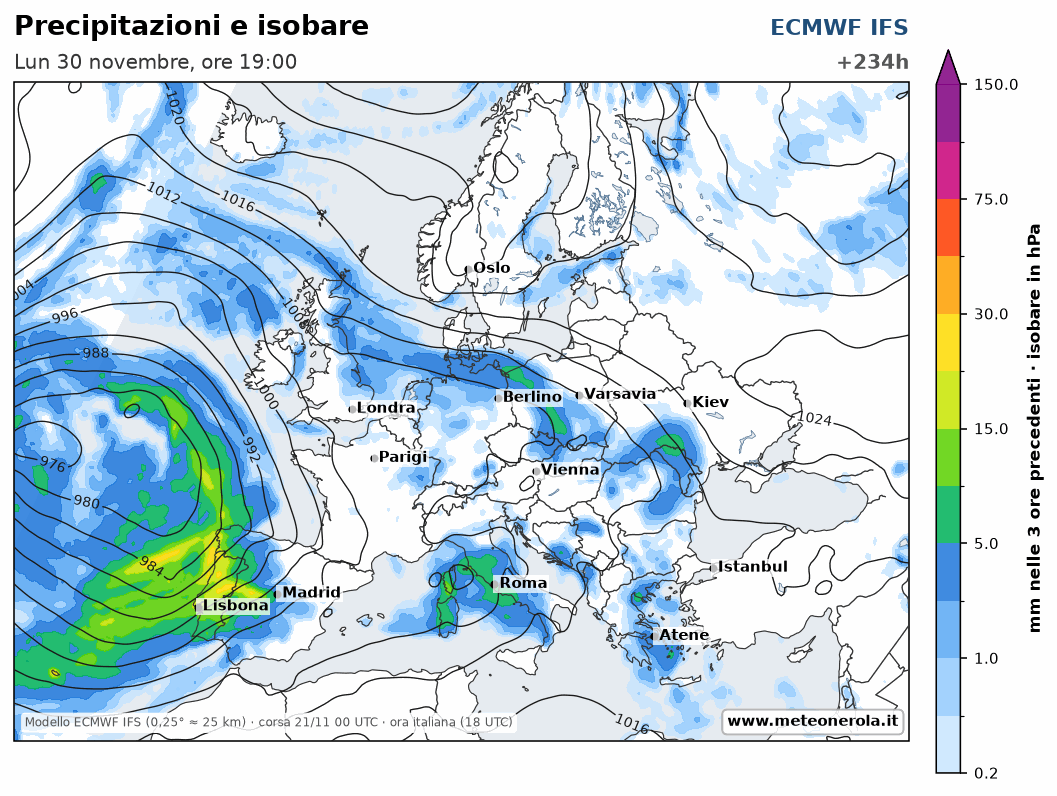 Precipitazioni e isobare
ECMWF IFS
Lun 30 novembre, ore 19:00
+234h
150.0
75.0
30.0
15.0
5.0
1.0
0.2
mm nelle 3 ore precedenti · isobare in hPa
1020
1012
1016
1008
996
988
1000
992
976
980
984
1024
1016
Oslo
Londra
Berlino
Varsavia
Kiev
Parigi
Vienna
Istanbul
Roma
Madrid
Lisbona
Atene
Modello ECMWF IFS (0,25° ≈ 25 km) · corsa 21/11 00 UTC · ora italiana (18 UTC)
www.meteonerola.it